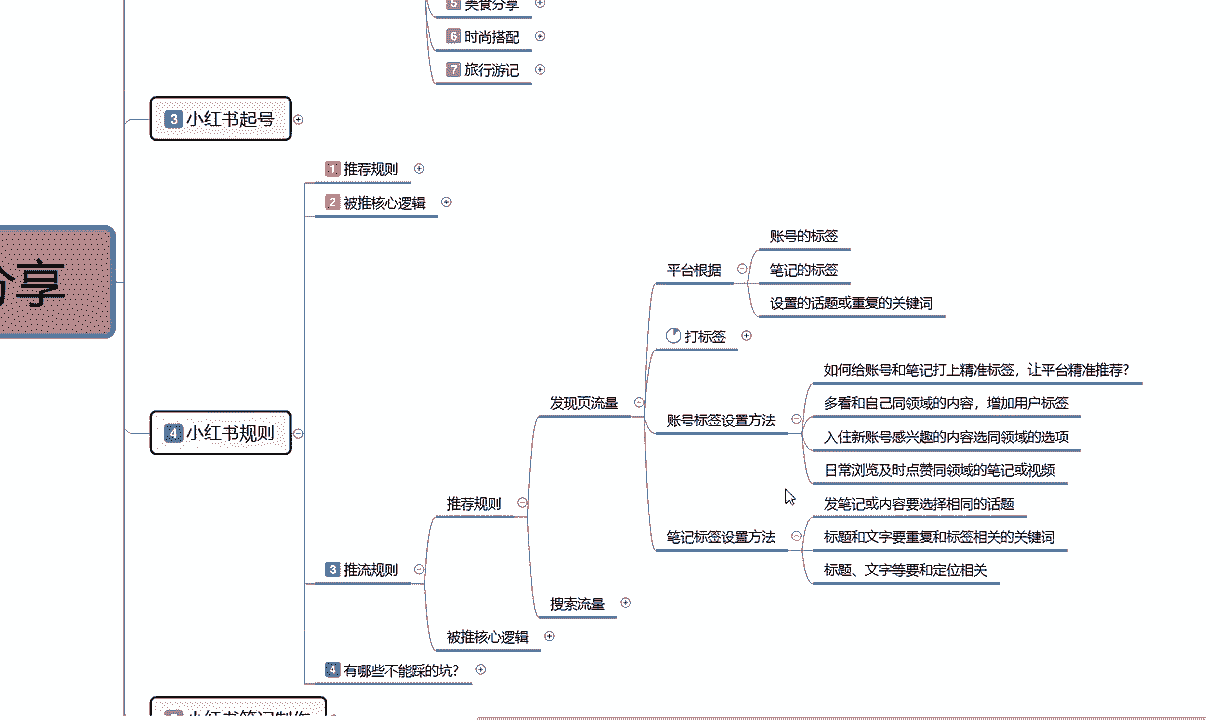 5 美食分享
6 时尚搭配
7 旅行游记
3 小红书起号
1 推荐规则
2 被推核心逻辑
账号的标签
平台根据
笔记的标签
设置的话题或重复的关键词
享
打标签
如何给账号和笔记打上精准标签，让平台精准推荐?
发现页流量
多看和自己同领域的内容，增加用户标签
账号标签设置方法
4 小红书规则
入住新账号感兴趣的内容选同领域的选项
日常浏览及时点赞同领域的笔记或视频
推荐规则
发笔记或内容要选择相同的话题
笔记标签设置方法
标题和文字要重复和标签相关的关键词
3 推流规则
标题、文字等要和定位相关
搜索流量
被推核心逻辑
4 有哪些不能踩的坑?
小红书笔记制作